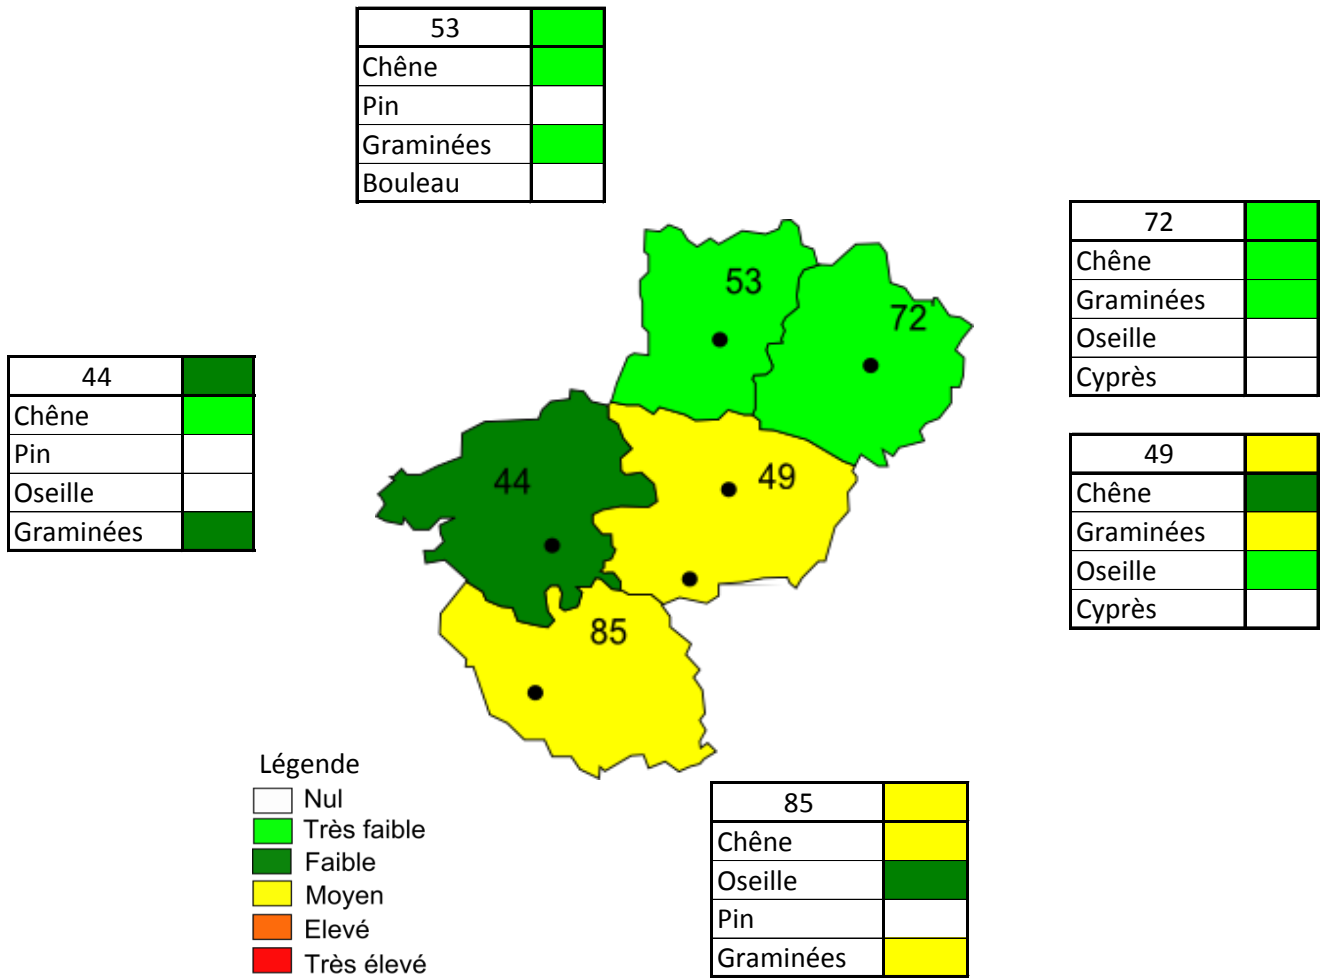 53
Chêne
Pin
Graminées
Bouleau
72
Chêne
Graminées
Oseille
Cyprès
44
Chêne
Pin
Oseille
Graminées
49
Chêne
Graminées
Oseille
Cyprès
53
72
44
49
85
Légende
Nul
Très faible
Faible
Moyen
Elevé
Très élevé
85
Chêne
Oseille
Pin
Graminées